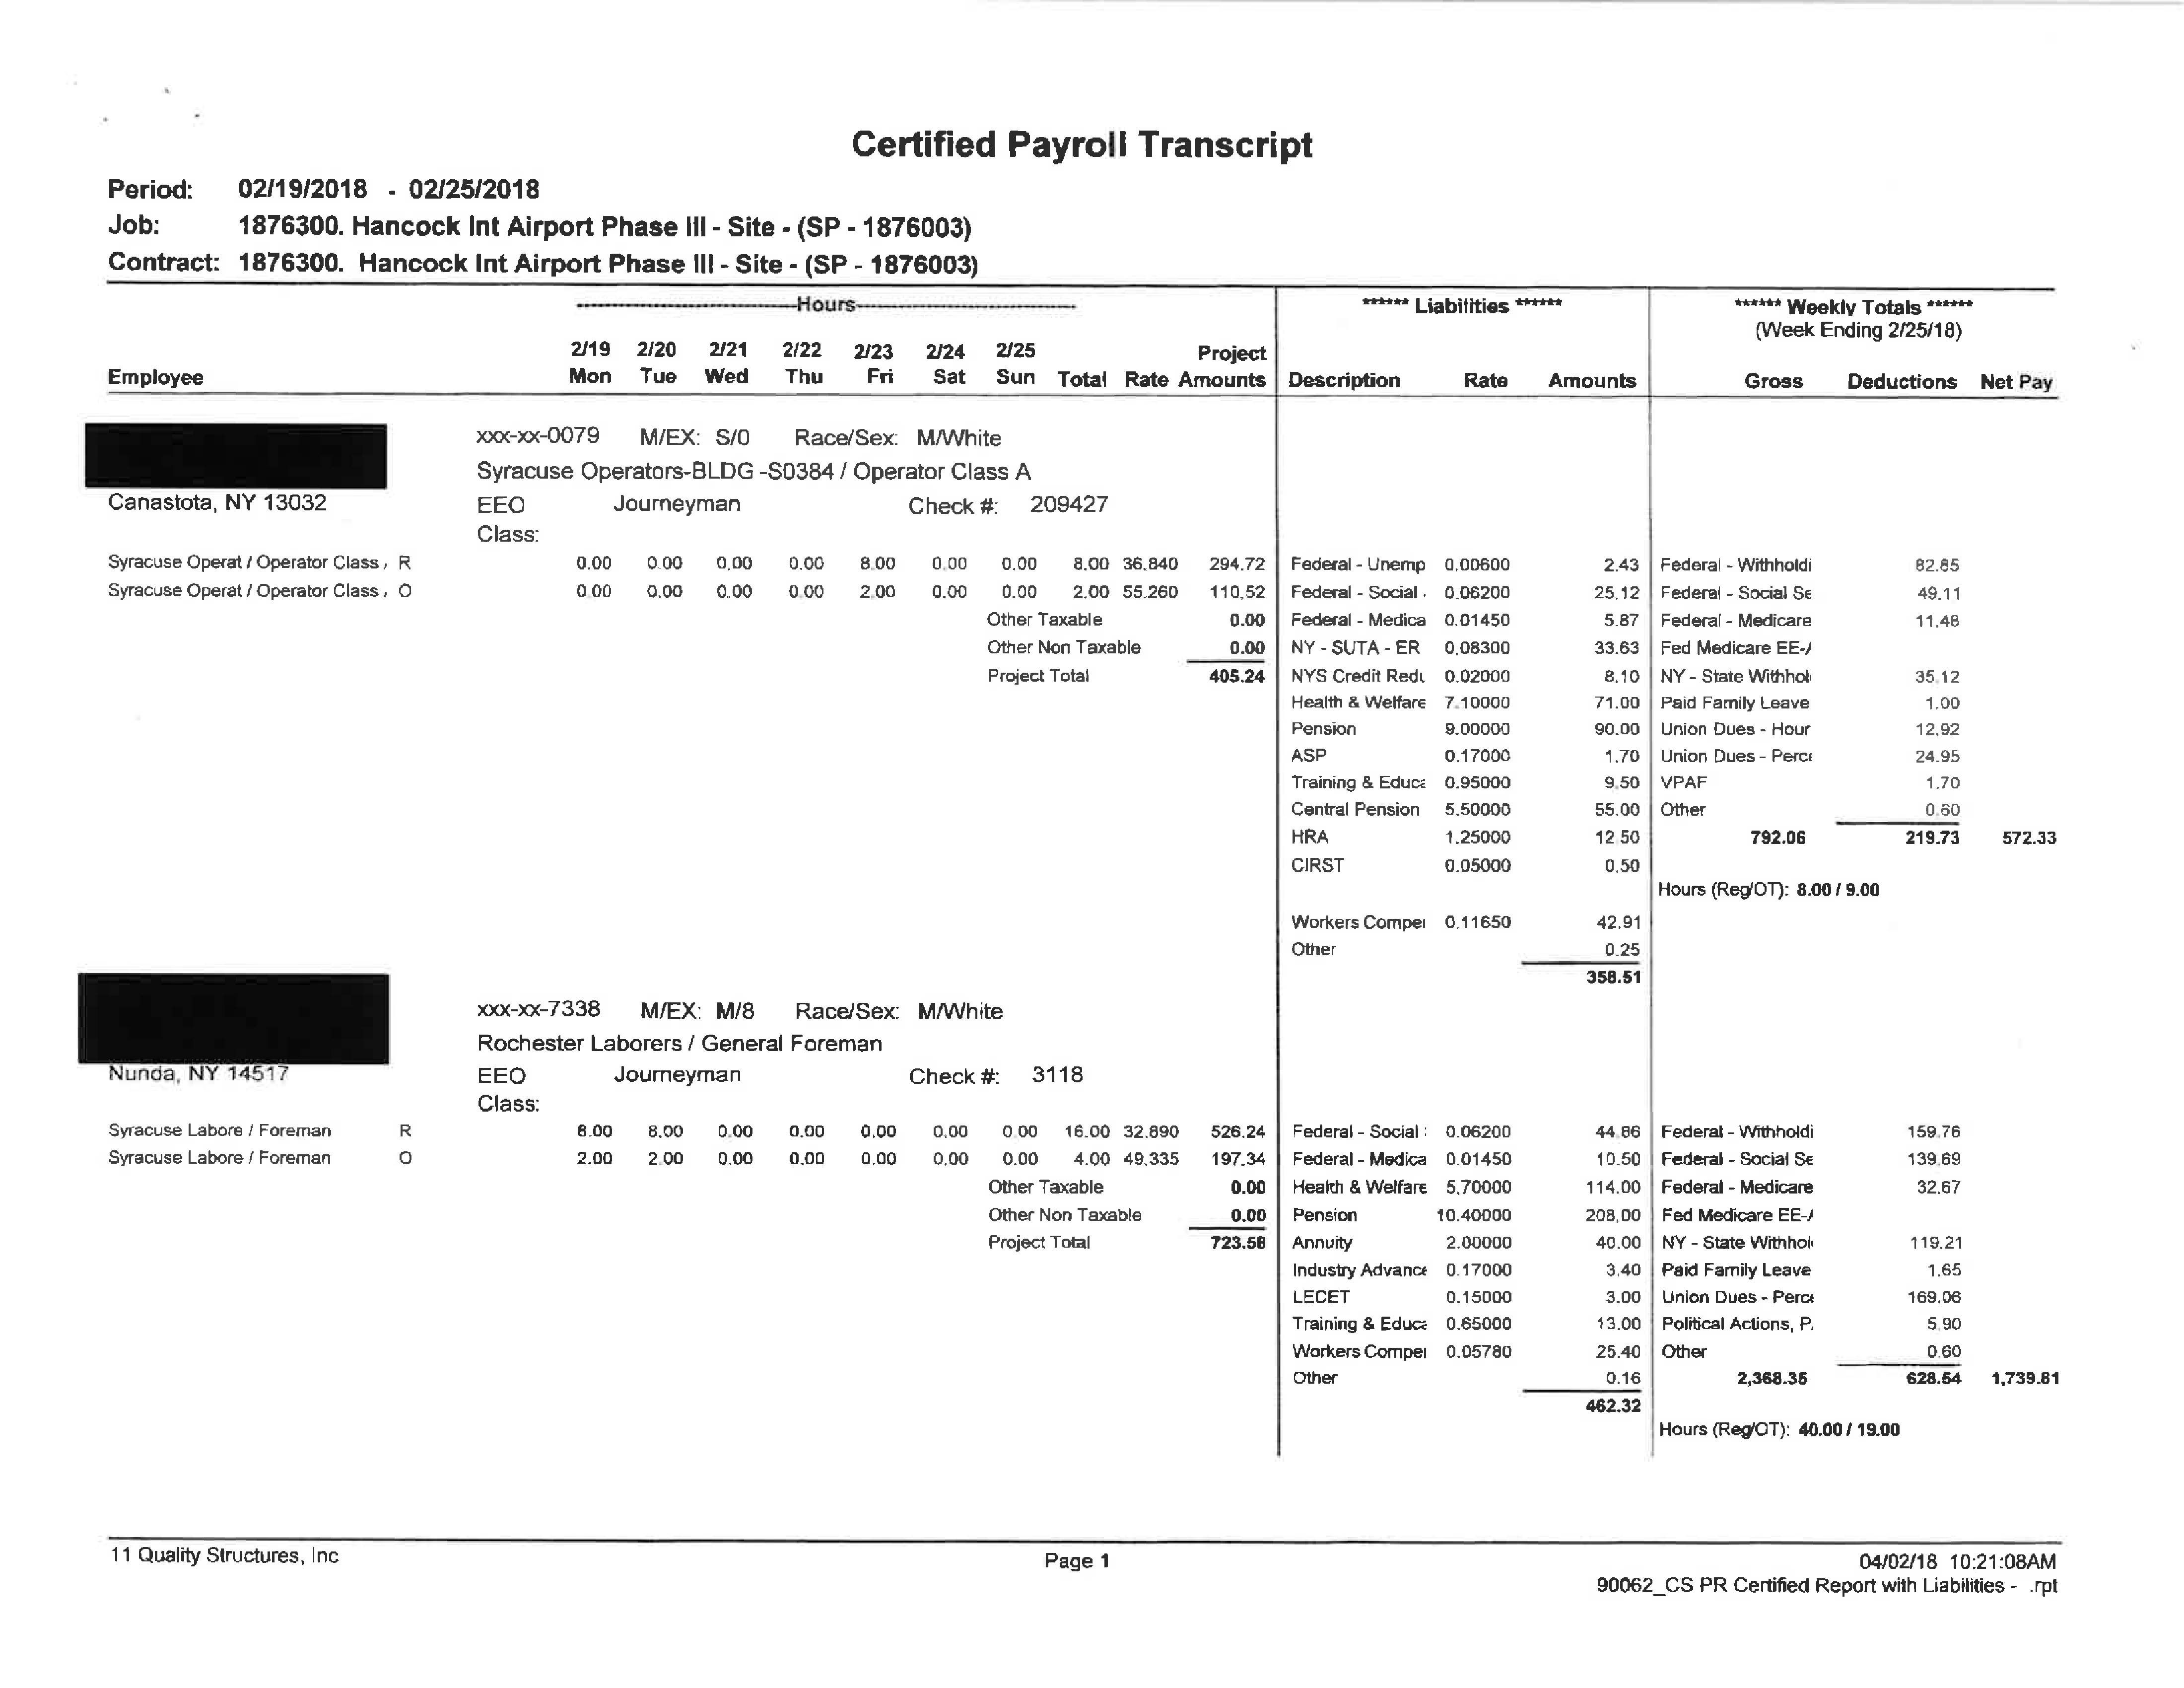 Certified Payroll Transcript
Period: 02/19/2018 - 02/25/2018
Job: 1876300. Hancock Int Airport Phase III - Site - (SP - 1876003)
Contract: 1876300. Hancock Int Airport Phase III - Site - (SP - 1876003)
Hours ****** Liabilities ****** ****** Weekly Totals ******
(Week Ending 2/25/18)
2/19 2/20 2/21 2/22 2/23 2/24 2/25 Project
Employee Mon Tue Wed Thu Fri Sat Sun Total Rate Amounts Description Rate Amounts Gross Deductions Net Pay
xxx-xx-0079 M/EX: S/0 Race/Sex: M/White
Syracuse Operators-BLDG -S0384 / Operator Class A
Canastota, NY 13032 EEO Journeyman Check #: 209427
Class:
Syracuse Operat / Operator Class / R 0.00 0.00 0.00 0.00 8.00 0.00 0.00 8.00 36.840 294.72 Federal - Unemp 0.00600 2.43 Federal - Withholdi 82.85
Syracuse Operat / Operator Class / O 0.00 0.00 0.00 0.00 2.00 0.00 0.00 2.00 55.260 110.52 Federal - Social 0.06200 25.12 Federal - Social Se 49.11
Other Taxable 0.00 Federal - Medica 0.01450 5.87 Federal - Medicare 11.48
Other Non Taxable 0.00 NY - SUTA - ER 0.08300 33.63 Fed Medicare EE-/
Project Total 405.24 NYS Credit Redu 0.02000 8.10 NY - State Withhol 35.12
Health & Welfare 7.10000 71.00 Paid Family Leave 1.00
Pension 9.00000 90.00 Union Dues - Hour 12.92
ASP 0.17000 1.70 Union Dues - Perce 24.95
Training & Educa 0.95000 9.50 VPAF 1.70
Central Pension 5.50000 55.00 Other 0.60
HRA 1.25000 12.50 792.06 219.73 572.33
CIRST 0.05000 0.50
Hours (Reg/OT): 8.00 / 9.00
Workers Compe 0.11650 42.91
Other 0.25
358.51
xxx-xx-7338 M/EX: M/8 Race/Sex: M/White
Rochester Laborers / General Foreman
Nunda, NY 14517 EEO Journeyman Check #: 3118
Class:
Syracuse Labore / Foreman R 8.00 8.00 0.00 0.00 0.00 0.00 0.00 16.00 32.890 526.24 Federal - Social 0.06200 44.86 Federal - Withholdi 159.76
Syracuse Labore / Foreman O 2.00 2.00 0.00 0.00 0.00 0.00 0.00 4.00 49.335 197.34 Federal - Medica 0.01450 10.50 Federal - Social Se 139.69
Other Taxable 0.00 Health & Welfare 5.70000 114.00 Federal - Medicare 32.67
Other Non Taxable 0.00 Pension 10.40000 208.00 Fed Medicare EE-/
Project Total 723.58 Annuity 2.00000 40.00 NY - State Withhol 119.21
Industry Advance 0.17000 3.40 Paid Family Leave 1.65
LECET 0.15000 3.00 Union Dues - Perce 169.06
Training & Educa 0.65000 13.00 Political Actions, P. 5.90
Workers Compe 0.05780 25.40 Other 0.60
Other 0.16 2,368.35 628.54 1,739.81
462.32
Hours (Reg/OT): 40.00 / 19.00
11 Quality Structures, Inc Page 1 04/02/18 10:21:08AM
90062_CS PR Certified Report with Liabilities - .rpt